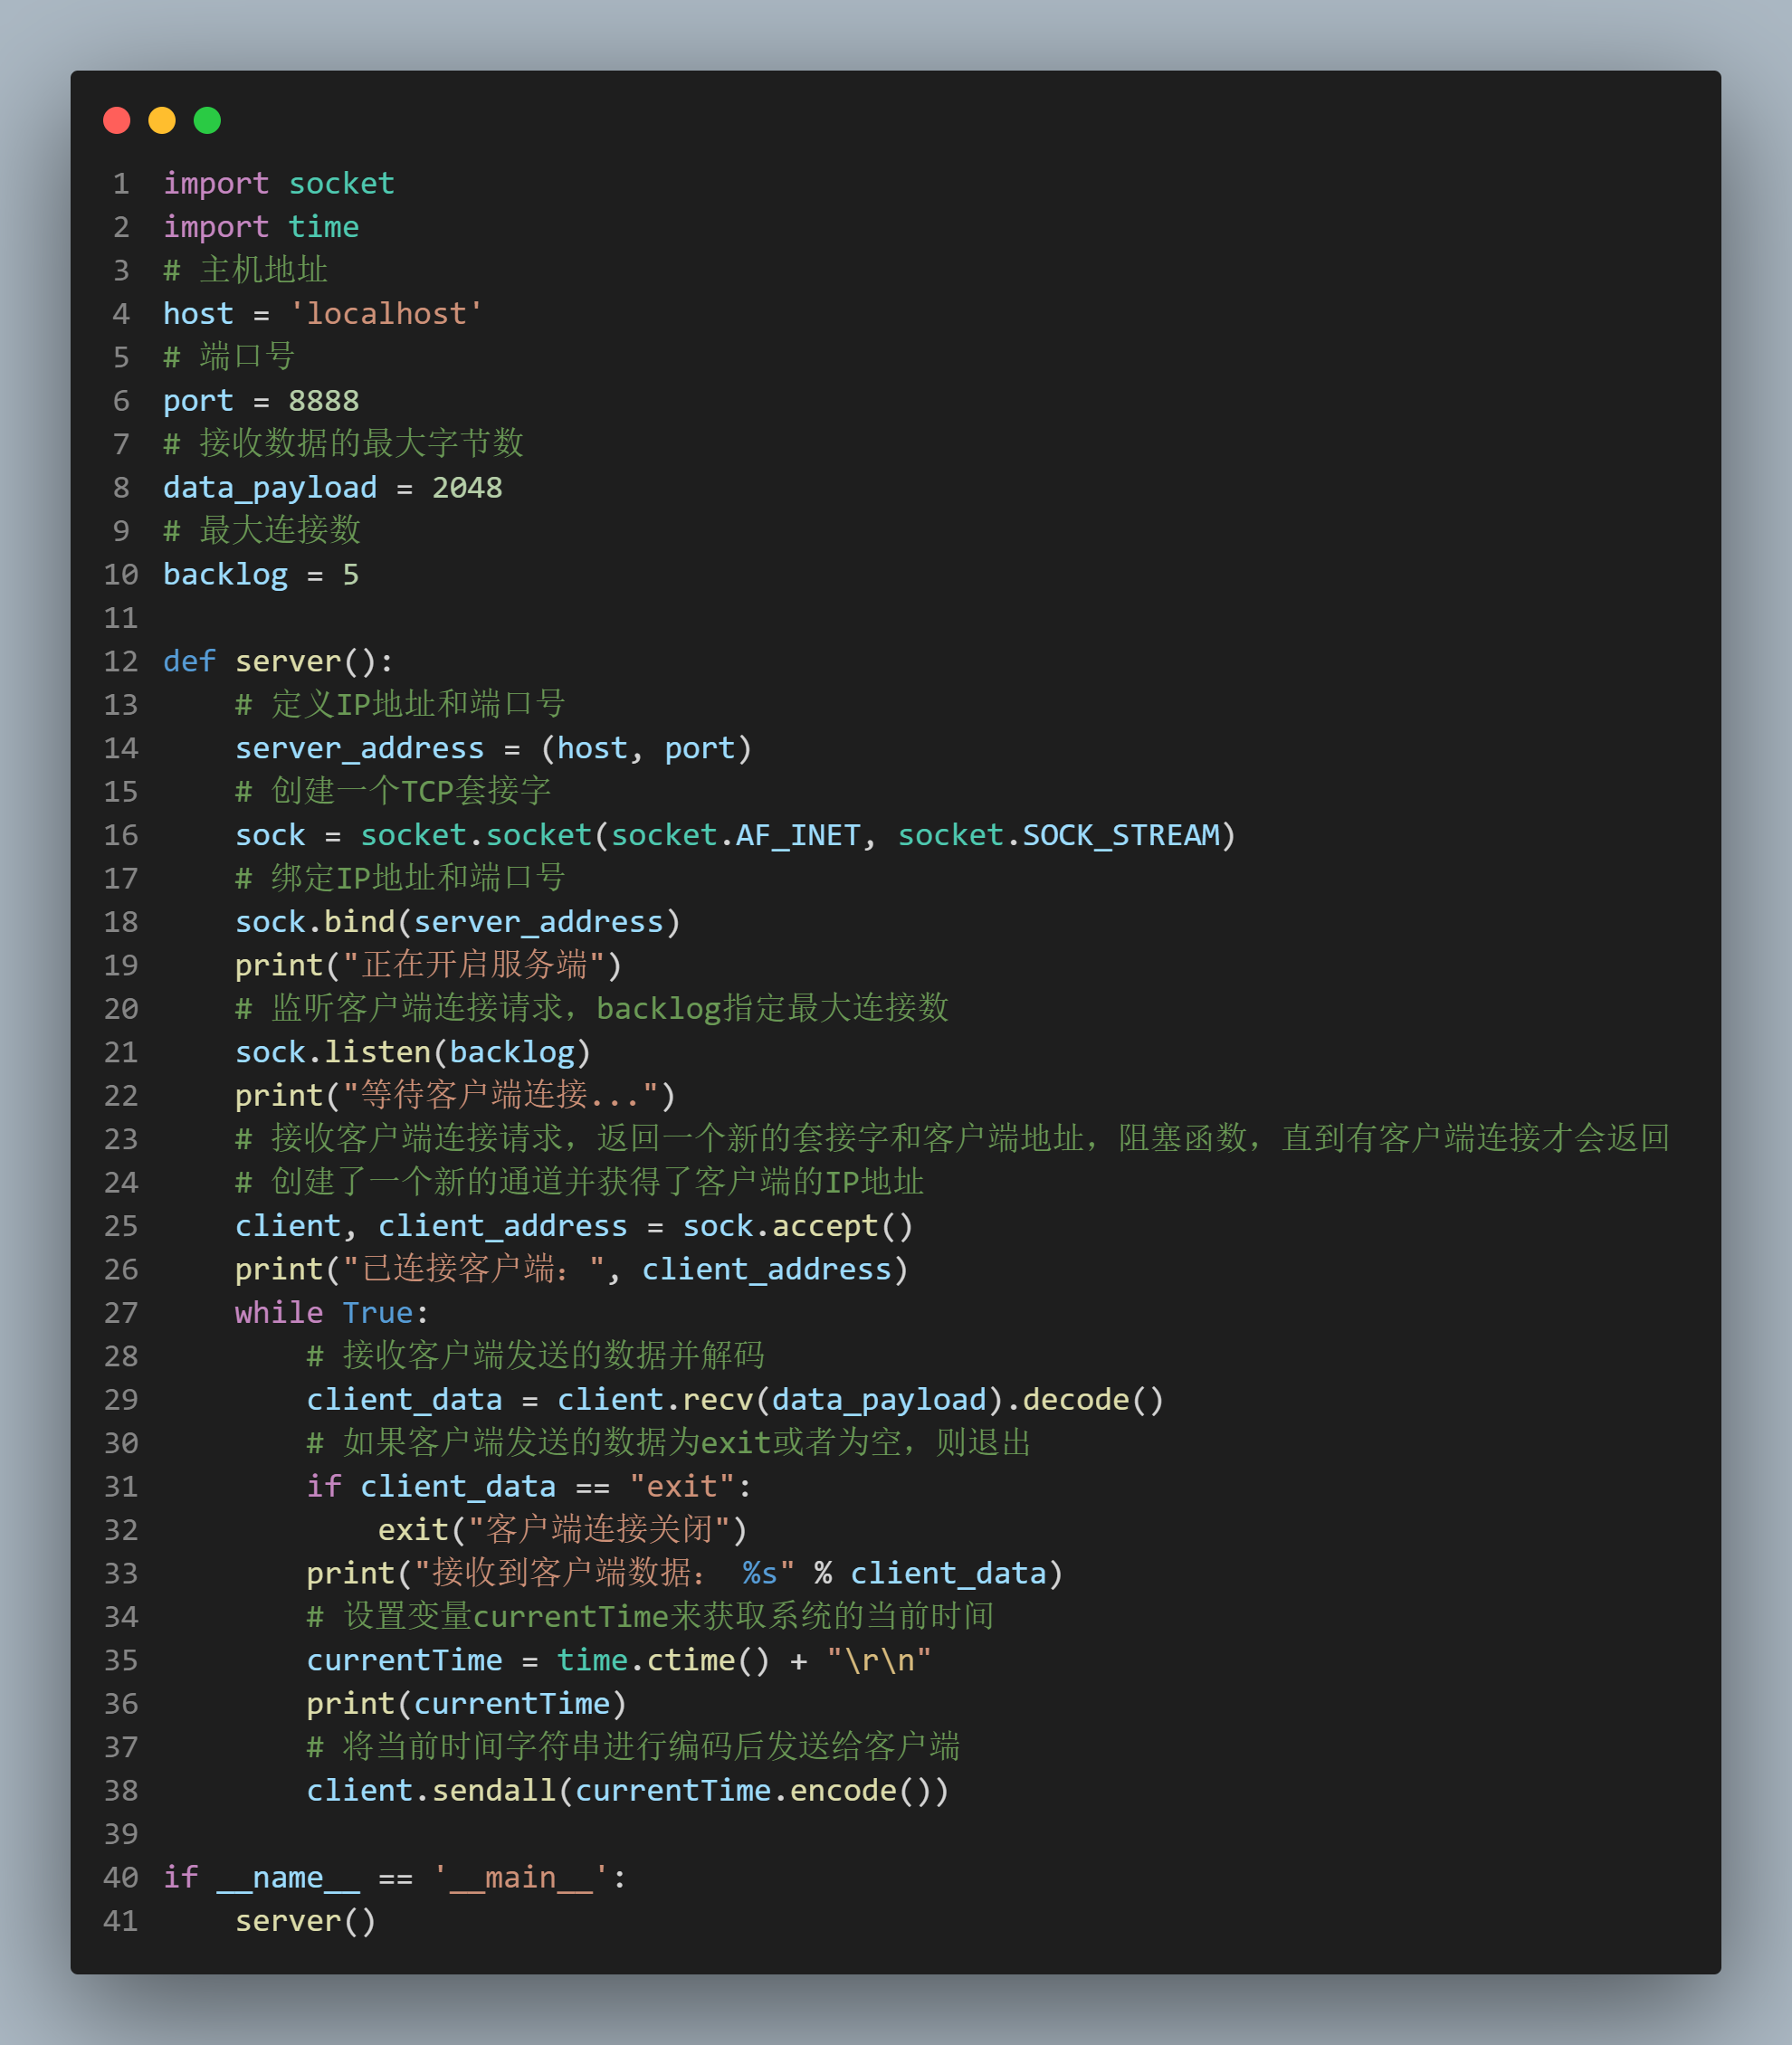 1 import socket
2 import time
3 # 主机地址
4 host = 'localhost'
5 # 端口号
6 port = 8888
7 # 接收数据的最大字节数
8 data_payload = 2048
9 # 最大连接数
10 backlog = 5
11
12 def server():
13     # 定义IP地址和端口号
14     server_address = (host, port)
15     # 创建一个TCP套接字
16     sock = socket.socket(socket.AF_INET, socket.SOCK_STREAM)
17     # 绑定IP地址和端口号
18     sock.bind(server_address)
19     print("正在开启服务端")
20     # 监听客户端连接请求，backlog指定最大连接数
21     sock.listen(backlog)
22     print("等待客户端连接...")
23     # 接收客户端连接请求，返回一个新的套接字和客户端地址，阻塞函数，直到有客户端连接才会返回
24     # 创建了一个新的通道并获得了客户端的IP地址
25     client, client_address = sock.accept()
26     print("已连接客户端：", client_address)
27     while True:
28         # 接收客户端发送的数据并解码
29         client_data = client.recv(data_payload).decode()
30         # 如果客户端发送的数据为exit或者为空，则退出
31         if client_data == "exit":
32             exit("客户端连接关闭")
33         print("接收到客户端数据： %s" % client_data)
34         # 设置变量currentTime来获取系统的当前时间
35         currentTime = time.ctime() + "\r\n"
36         print(currentTime)
37         # 将当前时间字符串进行编码后发送给客户端
38         client.sendall(currentTime.encode())
39
40 if __name__ == '__main__':
41     server()